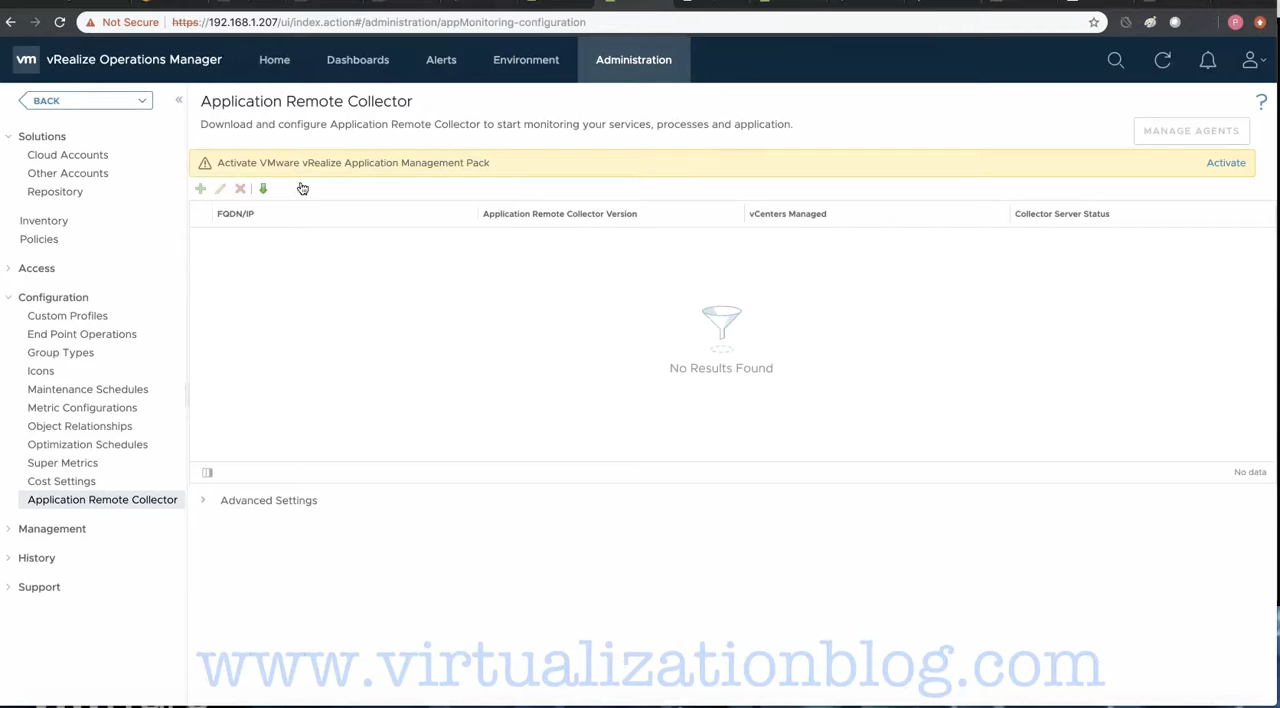 Not Secure https://192.168.1.207/ui/index.action#/administration/appMonitoring-configuration P
vm vRealize Operations Manager Home Dashboards Alerts Environment Administration
BACK
Application Remote Collector
Download and configure Application Remote Collector to start monitoring your services, processes and application.
MANAGE AGENTS
Solutions
Cloud Accounts
Other Accounts
Repository
Inventory
Policies
Access
Configuration
Custom Profiles
End Point Operations
Group Types
Icons
Maintenance Schedules
Metric Configurations
Object Relationships
Optimization Schedules
Super Metrics
Cost Settings
Application Remote Collector
Management
History
Support
Activate VMware vRealize Application Management Pack Activate
FQDN/IP Application Remote Collector Version vCenters Managed Collector Server Status
No Results Found
No data
Advanced Settings
www.virtualizationblog.com